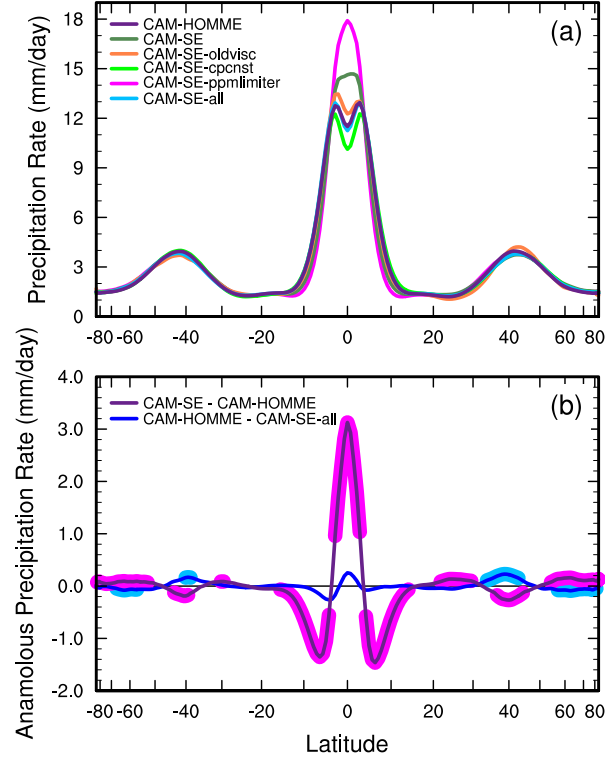 18
15
12
9
6
3
0
Precipitation Rate (mm/day)
CAM-HOMME
CAM-SE
CAM-SE-oldvisc
CAM-SE-cpcnst
CAM-SE-ppmlimiter
CAM-SE-all
(a)
-80 -60 -40 -20 0 20 40 60 80
4.0
3.0
2.0
1.0
0.0
-1.0
-2.0
Anamolous Precipitation Rate (mm/day)
CAM-SE - CAM-HOMME
CAM-HOMME - CAM-SE-all
(b)
-80 -60 -40 -20 0 20 40 60 80
Latitude